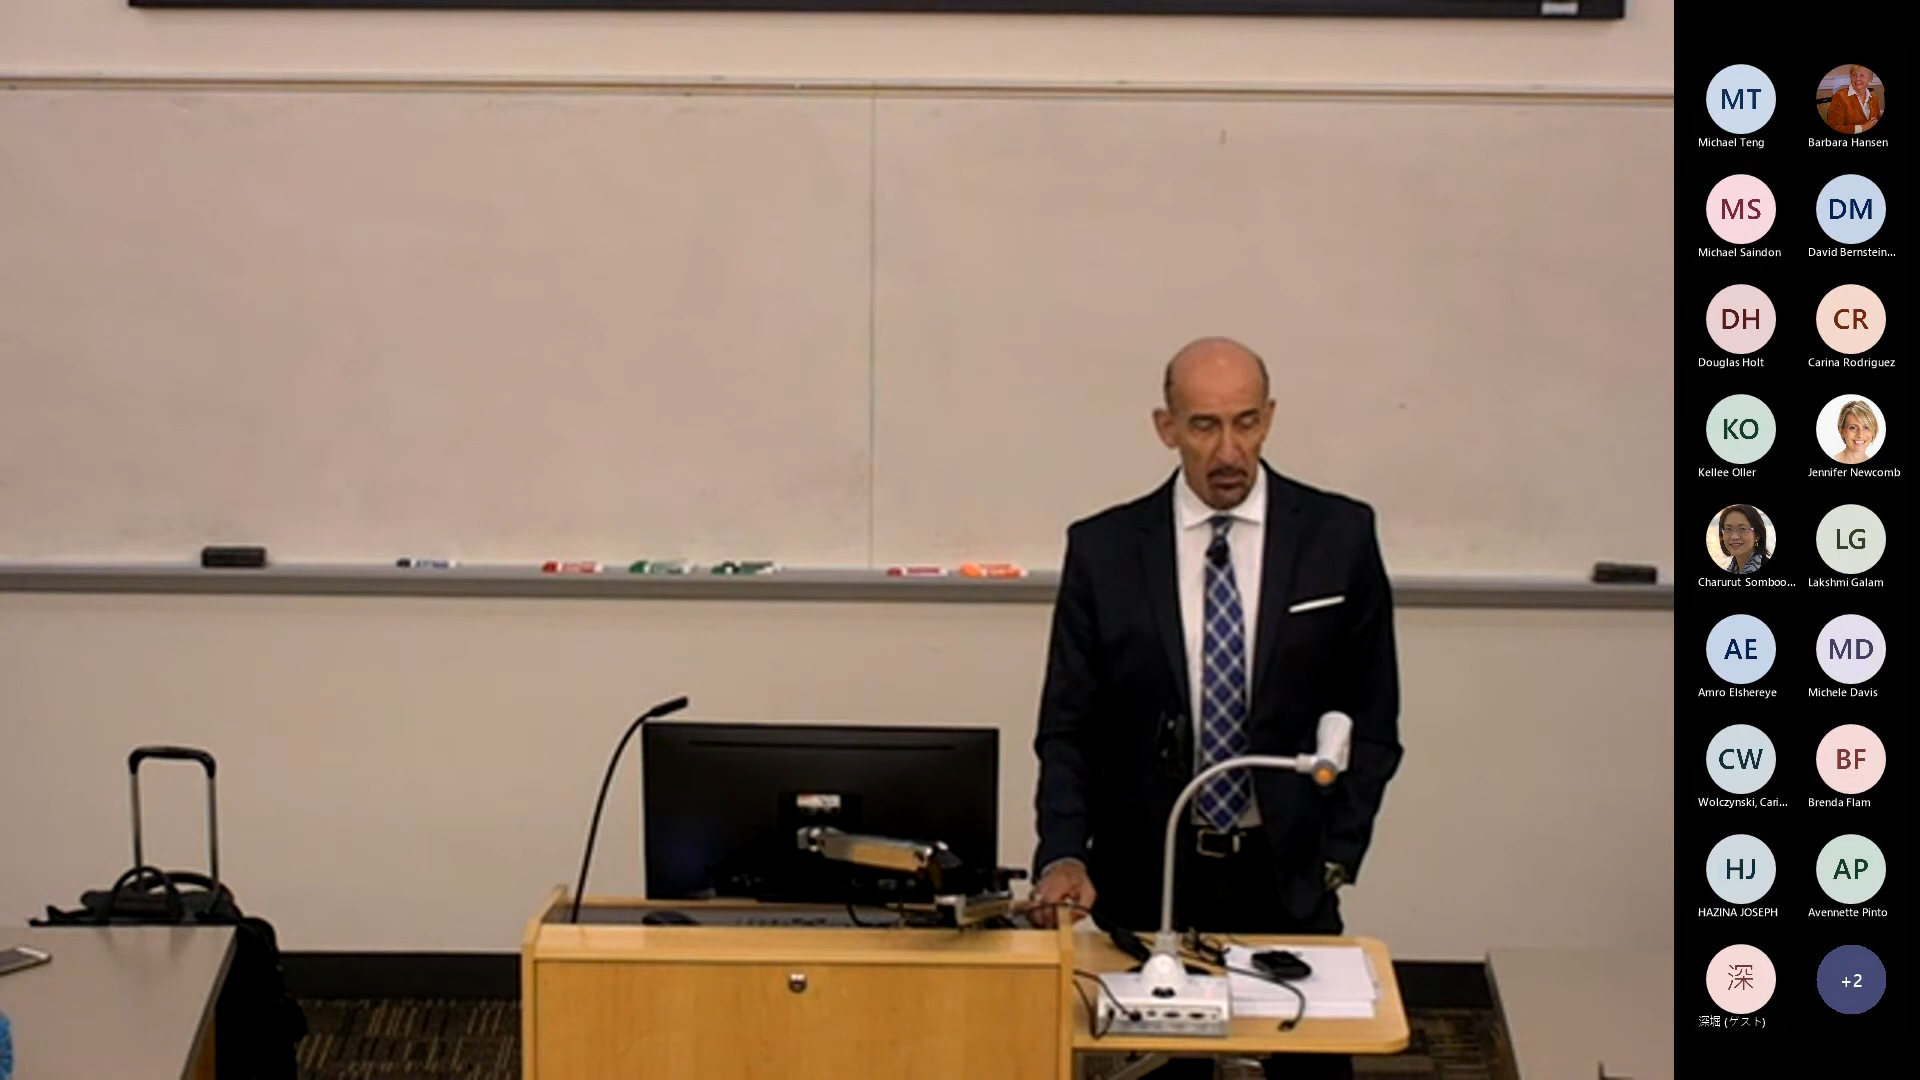 MT
Michael Teng
Barbara Hansen
MS
Michael Saindon
DM
David Bernstein...
DH
Douglas Holt
CR
Carina Rodriguez
KO
Kellee Oller
Jennifer Newcomb
Charurut Somboo...
LG
Lakshmi Galam
AE
Amro Elshereye
MD
Michele Davis
CW
Wolczynski, Cari...
BF
Brenda Flam
HJ
HAZINA JOSEPH
AP
Avennette Pinto
深
深堀 (ゲスト)
+2